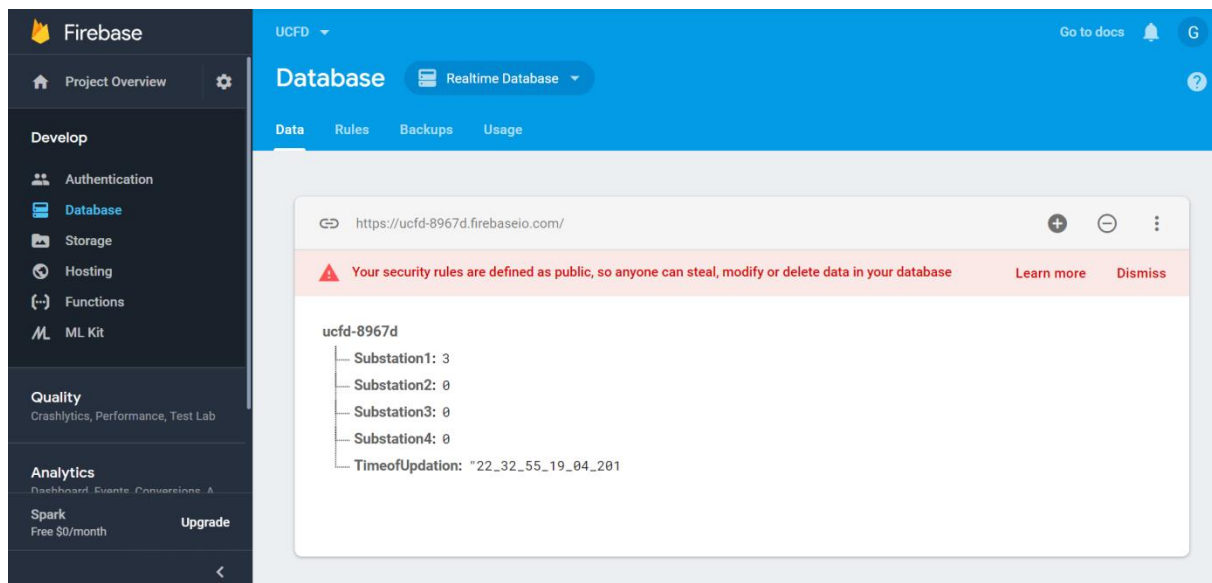 Firebase
Project Overview
Develop
Authentication
Database
Storage
Hosting
Functions
ML Kit
Quality
Crashlytics, Performance, Test Lab
Analytics
Dashboard, Events, Conversions, A
Spark
Free $0/month
Upgrade
UCFD
Go to docs
G
Database
Realtime Database
?
Data Rules Backups Usage
https://ucfd-8967d.firebaseio.com/
Your security rules are defined as public, so anyone can steal, modify or delete data in your database Learn more Dismiss
ucfd-8967d
Substation1: 3
Substation2: 0
Substation3: 0
Substation4: 0
TimeofUpdation: "22_32_55_19_04_201